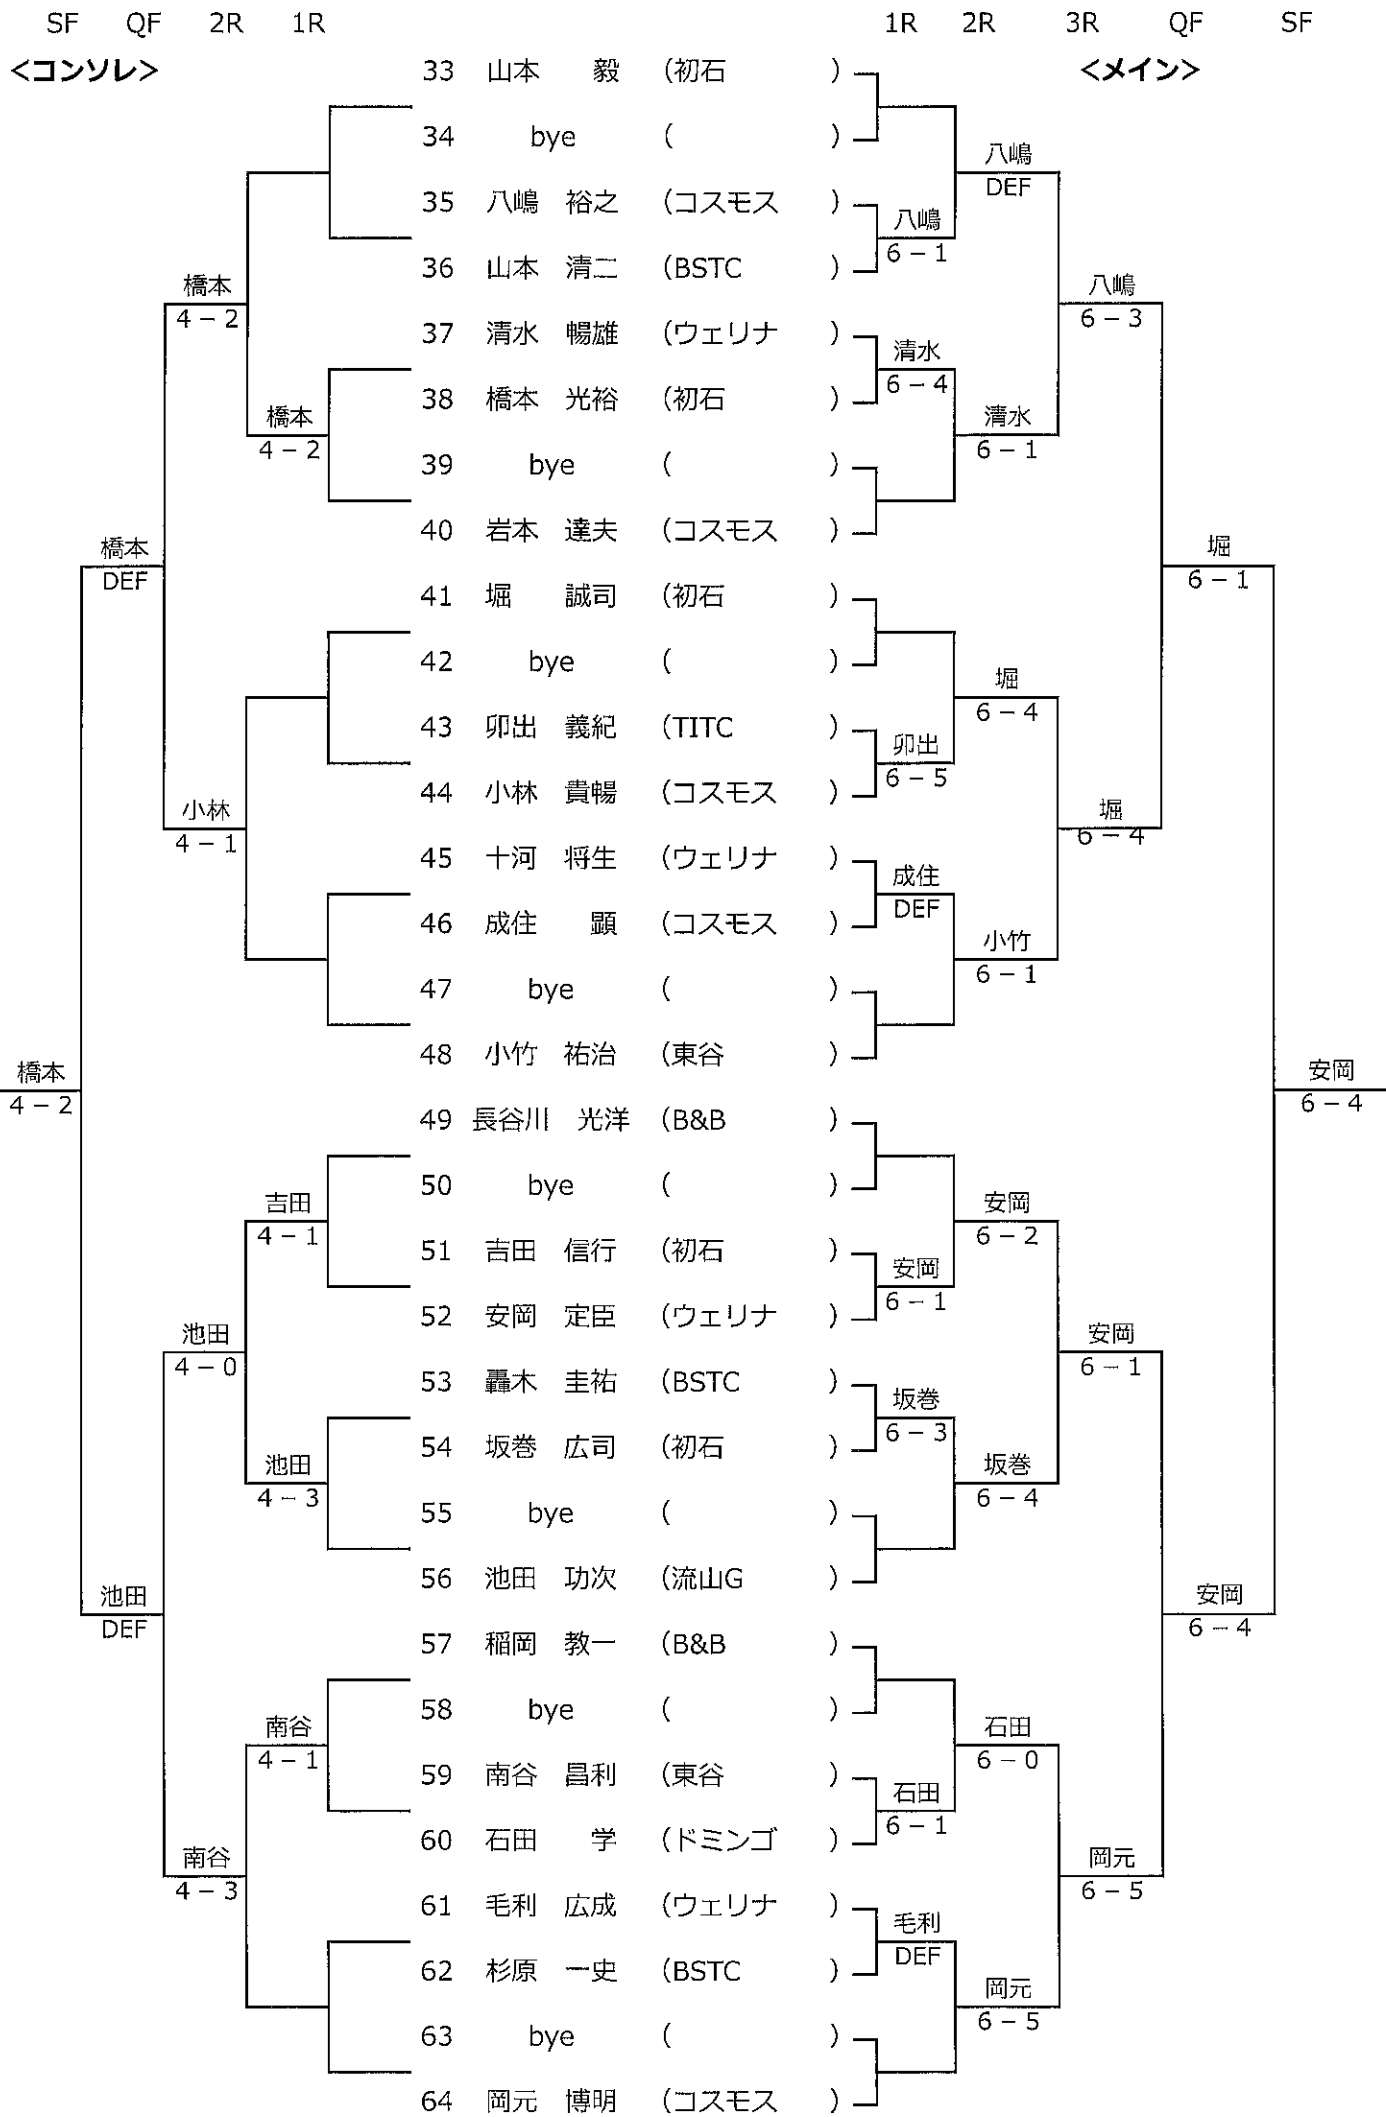 SF QF 2R 1R 1R 2R 3R QF SF
<コンソレ> 33 山本 毅 (初石 ) <メイン>
34 bye ( )
八嶋
DEF
35 八嶋 裕之 (コスモス )
八嶋
6－1
36 山本 清二 (BSTC )
橋本 八嶋
4－2 6－3
37 清水 暢雄 (ウェリナ )
清水
6－4
38 橋本 光裕 (初石 )
橋本 清水
4－2 6－1
39 bye ( )
40 岩本 達夫 (コスモス )
橋本 堀
DEF 6－1
41 堀 誠司 (初石 )
42 bye ( )
堀
6－4
43 卯出 義紀 (TITC )
卯出
6－5
44 小林 貴暢 (コスモス )
小林 堀
4－1 6－4
45 十河 将生 (ウェリナ )
成住
DEF
46 成住 顕 (コスモス )
小竹
6－1
47 bye ( )
48 小竹 祐治 (東谷 )
橋本 安岡
4－2 6－4
49 長谷川 光洋 (B&B )
50 bye ( )
吉田 安岡
4－1 6－2
51 吉田 信行 (初石 )
安岡
6－1
52 安岡 定臣 (ウェリナ )
池田 安岡
4－0 6－1
53 轟木 圭祐 (BSTC )
坂巻
6－3
54 坂巻 広司 (初石 )
池田 坂巻
4－3 6－4
55 bye ( )
56 池田 功次 (流山G )
池田 安岡
DEF 6－4
57 稲岡 教一 (B&B )
58 bye ( )
南谷 石田
4－1 6－0
59 南谷 昌利 (東谷 )
石田
6－1
60 石田 学 (ドミンゴ )
南谷 岡元
4－3 6－5
61 毛利 広成 (ウェリナ )
毛利
DEF
62 杉原 一史 (BSTC )
岡元
6－5
63 bye ( )
64 岡元 博明 (コスモス )